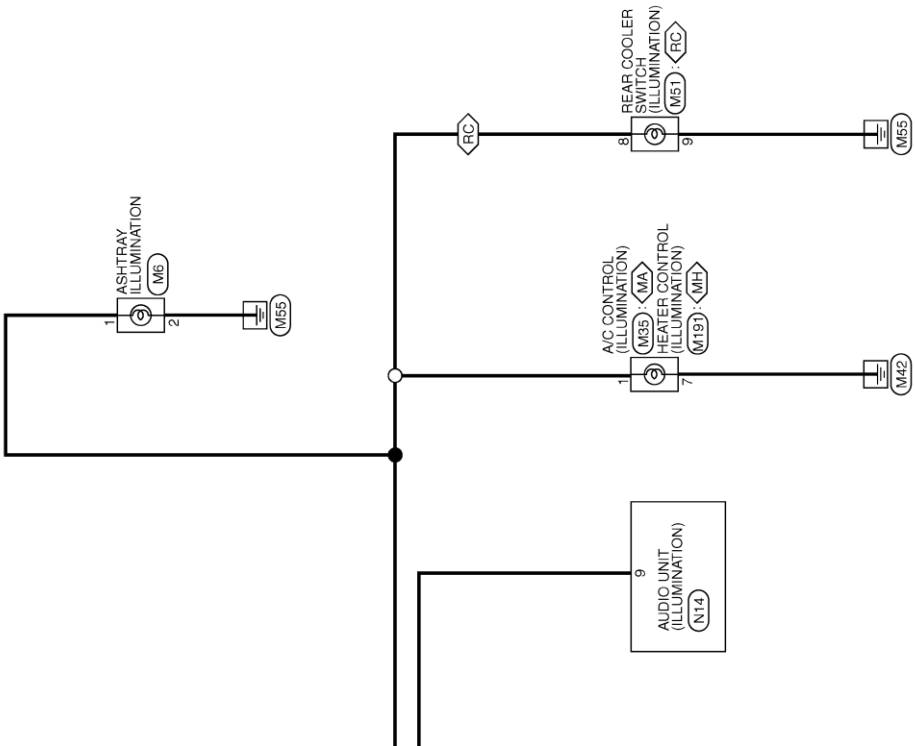 REAR COOLER
SWITCH
(ILLUMINATION)
M51 : RC
RC
8
9
M55
ASHTRAY
ILLUMINATION
M6
1
2
M55
A/C CONTROL
(ILLUMINATION)
M35 : MA
HEATER CONTROL
(ILLUMINATION)
M191 : MH
1
7
M42
9
AUDIO UNIT
(ILLUMINATION)
N14